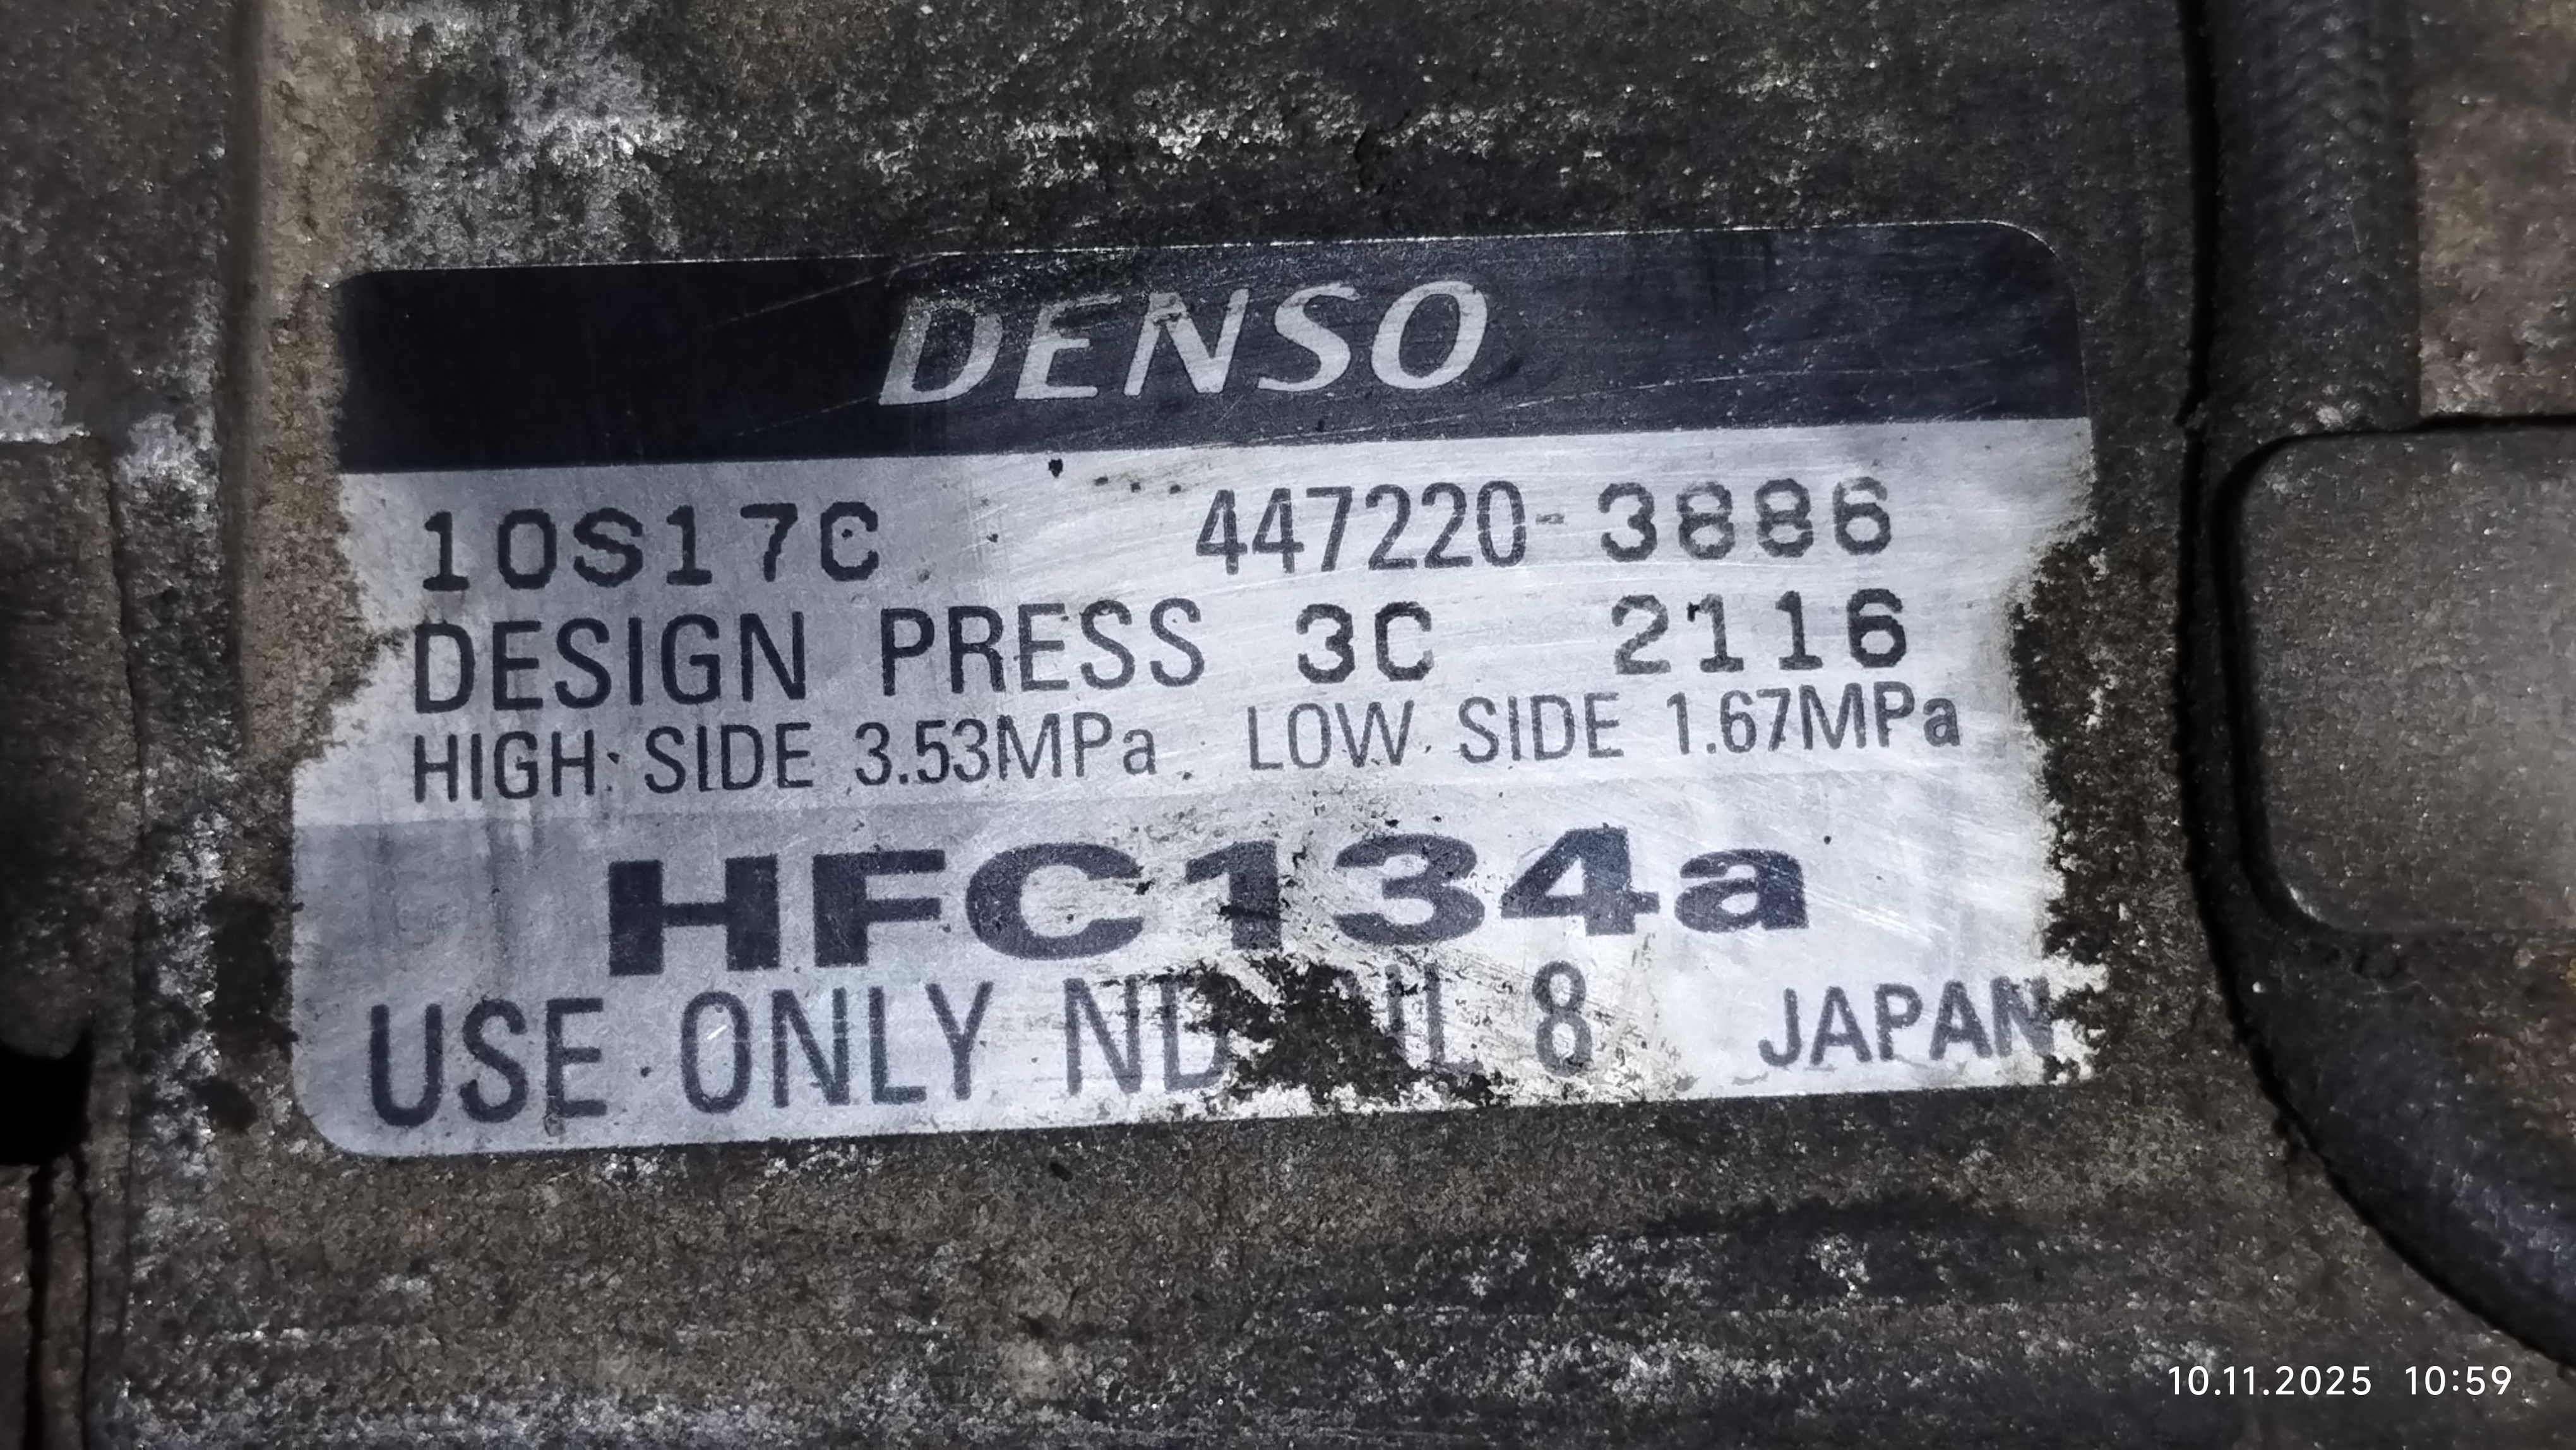 DENSO
10S17C 447220-3886
DESIGN PRESS 3C 2116
HIGH SIDE 3.53MPa LOW SIDE 1.67MPa
HFC134a
USE ONLY 8 JAPAN
10.11.2025 10:59